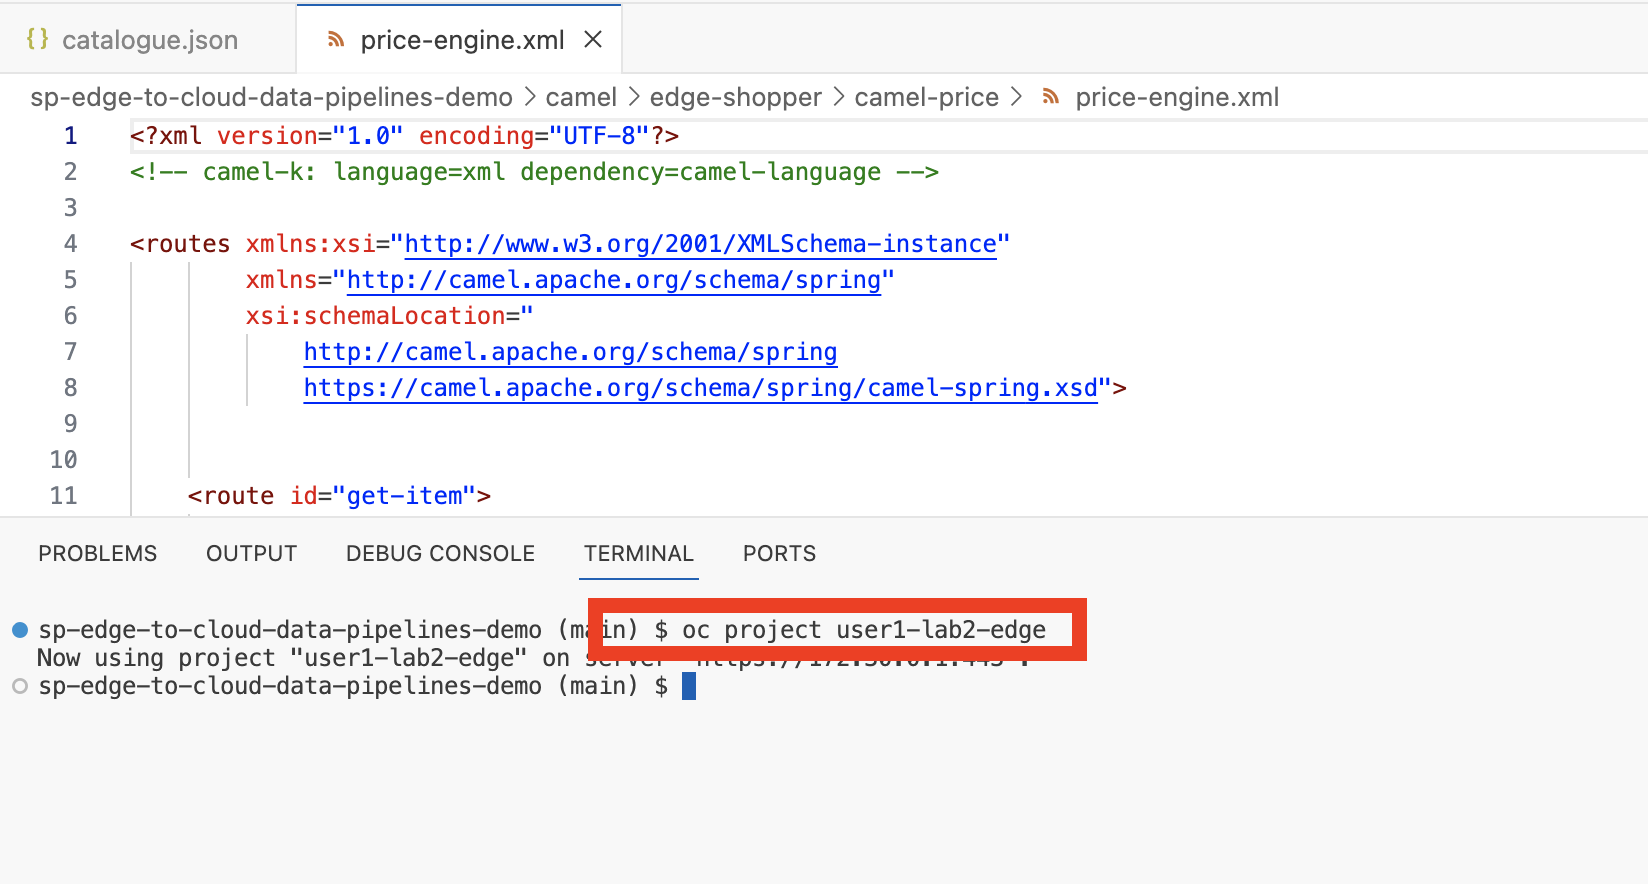 {} catalogue.json
price-engine.xml
sp-edge-to-cloud-data-pipelines-demo > camel > edge-shopper > camel-price > price-engine.xml
1 <?xml version="1.0" encoding="UTF-8"?>
2 <!-- camel-k: language=xml dependency=camel-language -->
3
4 <routes xmlns:xsi="http://www.w3.org/2001/XMLSchema-instance"
5 xmlns="http://camel.apache.org/schema/spring"
6 xsi:schemaLocation="
7 http://camel.apache.org/schema/spring
8 https://camel.apache.org/schema/spring/camel-spring.xsd">
9
10
11 <route id="get-item">
PROBLEMS OUTPUT DEBUG CONSOLE TERMINAL PORTS
sp-edge-to-cloud-data-pipelines-demo (main) $ oc project user1-lab2-edge
Now using project "user1-lab2-edge" on server
sp-edge-to-cloud-data-pipelines-demo (main) $